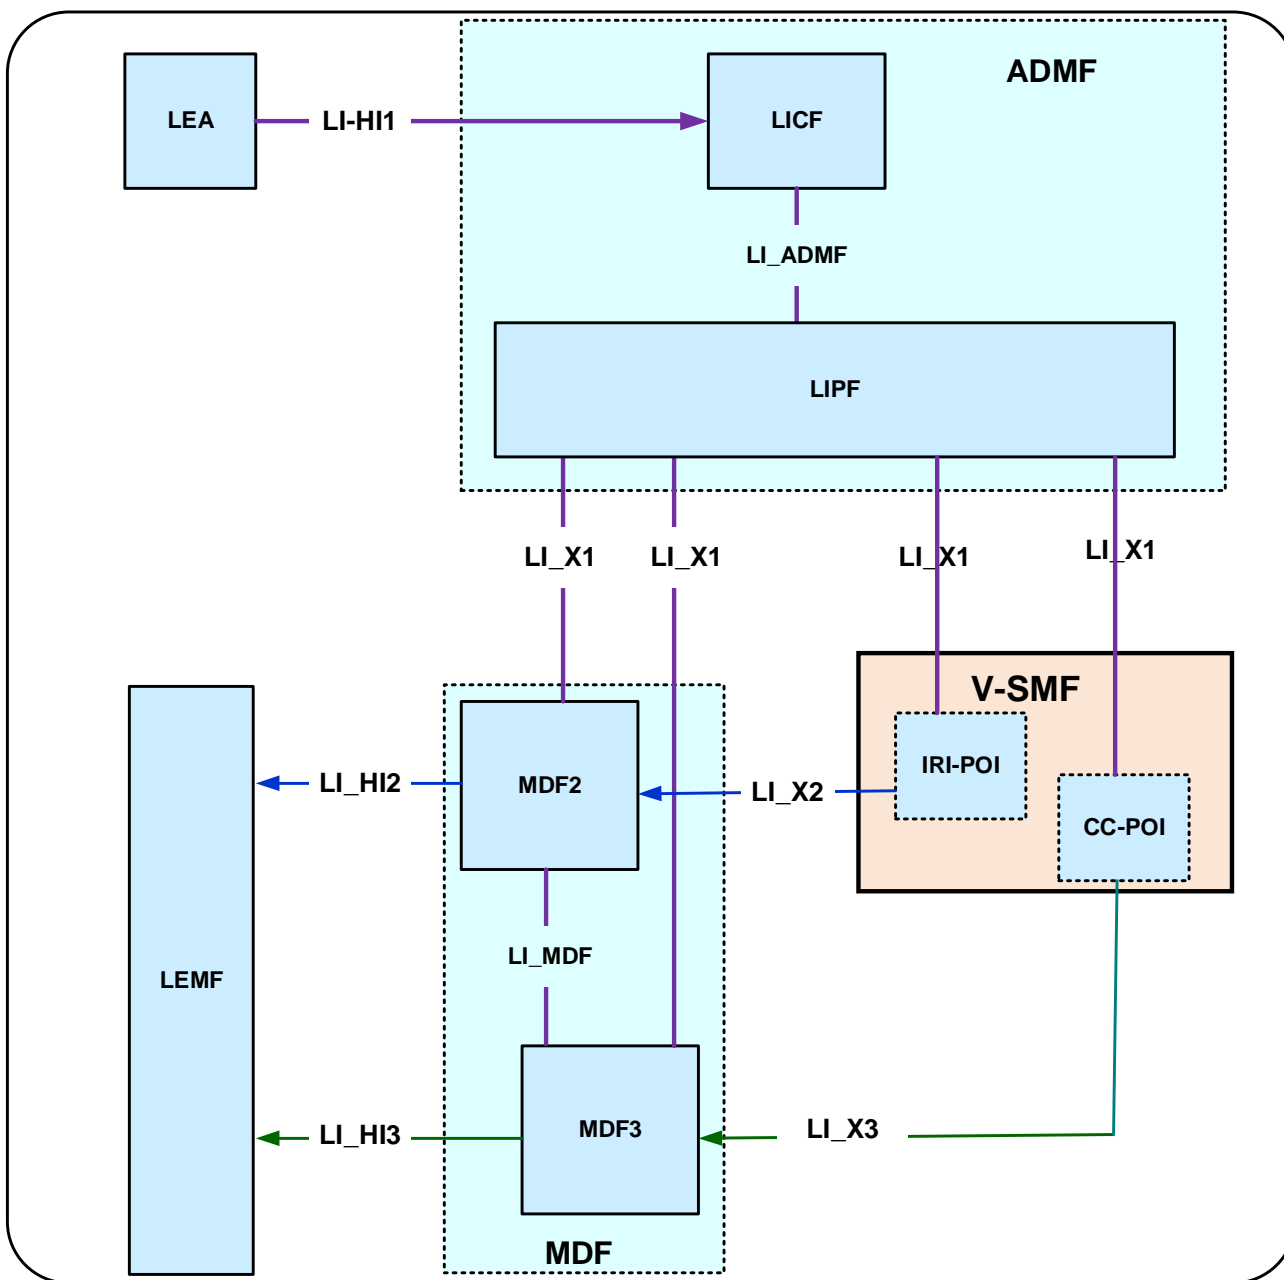 ADMF
LEA
LI-HI1
LICF
LI_ADMF
LIPF
LI_X1
LI_X1
LI_X1
LI_X1
V-SMF
IRI-POI
MDF2
LI_HI2
LI_X2
CC-POI
LI_MDF
LEMF
MDF3
LI_HI3
LI_X3
MDF